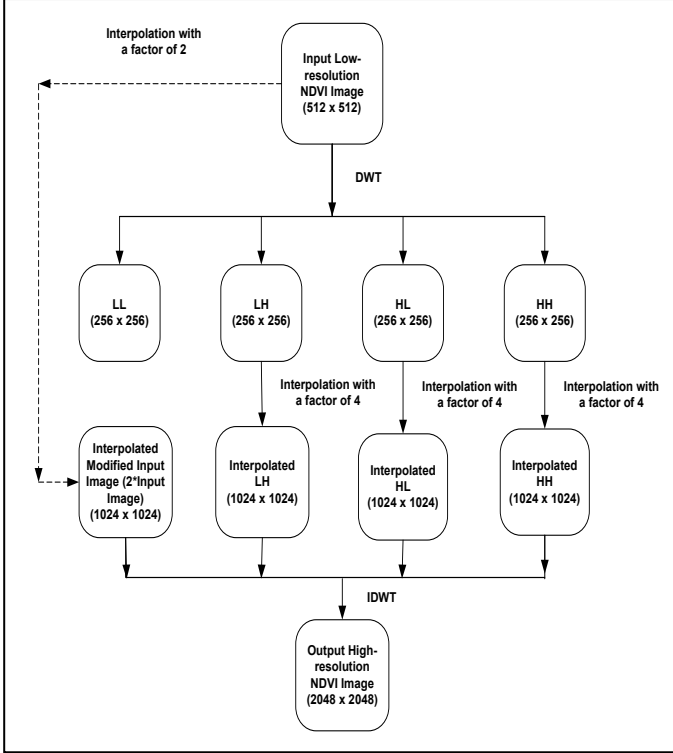 Interpolation with
a factor of 2
Input Low-
resolution
NDVI Image
(512 x 512)
DWT
LL
(256 x 256)
LH
(256 x 256)
HL
(256 x 256)
HH
(256 x 256)
Interpolation with
a factor of 4
Interpolation with
a factor of 4
Interpolation with
a factor of 4
Interpolated
Modified Input
Image (2*Input
Image)
(1024 x 1024)
Interpolated
LH
(1024 x 1024)
Interpolated
HL
(1024 x 1024)
Interpolated
HH
(1024 x 1024)
IDWT
Output High-
resolution
NDVI Image
(2048 x 2048)